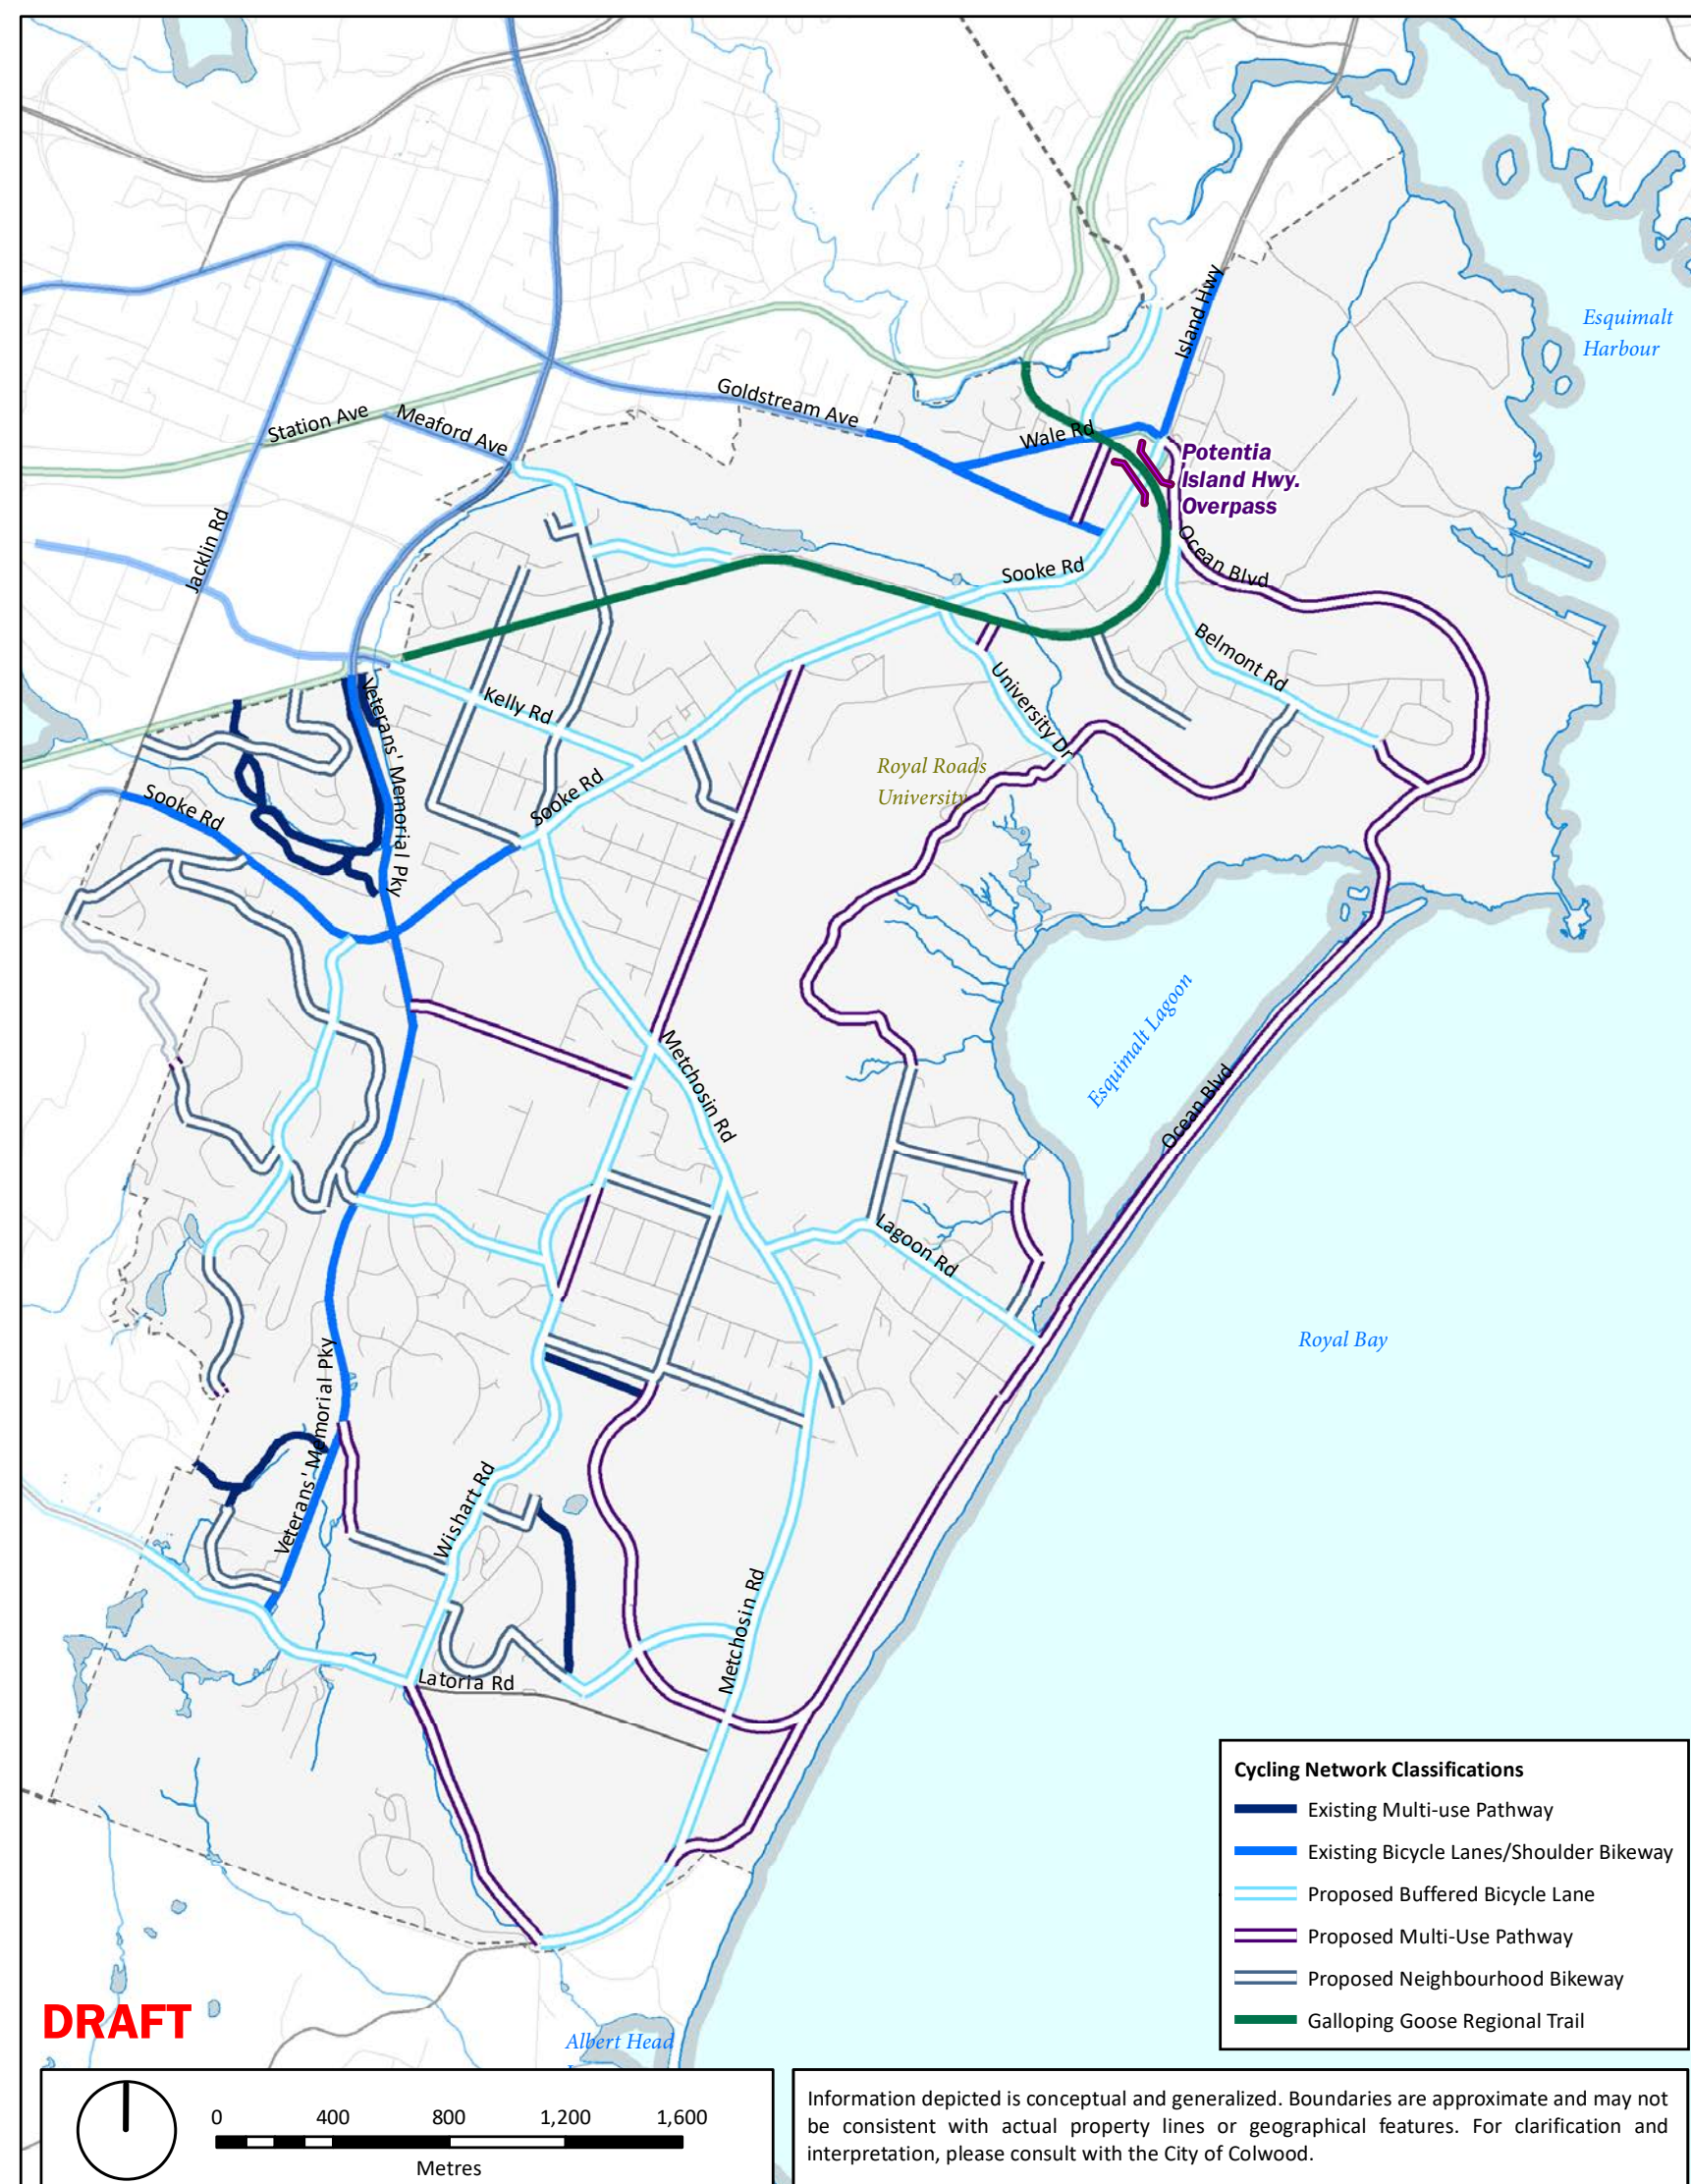 Esquimalt
Harbour
Island Hwy
Goldstream Ave
Station Ave
Meaford Ave
Wale Rd
Potentia
Island Hwy.
Overpass
Jacklin Rd
Ocean Blvd
Sooke Rd
Belmont Rd
University Dr
Kelly Rd
Veterans' Memorial Pky
Royal Roads
University
Sooke Rd
Sooke Rd
Esquimalt Lagoon
Metchosin Rd
Ocean Blvd
Lagoon Rd
Royal Bay
Veterans' Memorial Pky
Wishart Rd
Metchosin Rd
Latoria Rd
Cycling Network Classifications
Existing Multi-use Pathway
Existing Bicycle Lanes/Shoulder Bikeway
Proposed Buffered Bicycle Lane
Proposed Multi-Use Pathway
Proposed Neighbourhood Bikeway
Galloping Goose Regional Trail
DRAFT
Albert Head
0 400 800 1,200 1,600
Metres
Information depicted is conceptual and generalized. Boundaries are approximate and may not
be consistent with actual property lines or geographical features. For clarification and
interpretation, please consult with the City of Colwood.